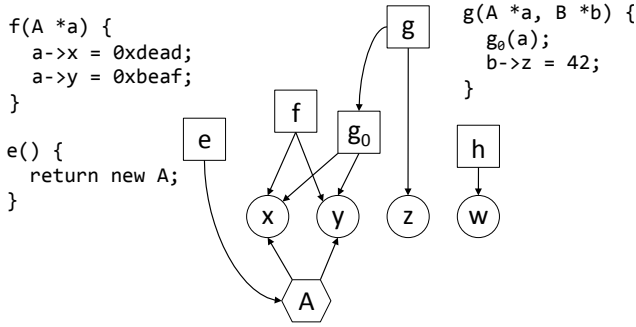 f(A *a) {
  a->x = 0xdead;
  a->y = 0xbeaf;
}
e() {
  return new A;
}
g(A *a, B *b) {
  g₀(a);
  b->z = 42;
}
g
f
g₀
e
h
x
y
z
w
A